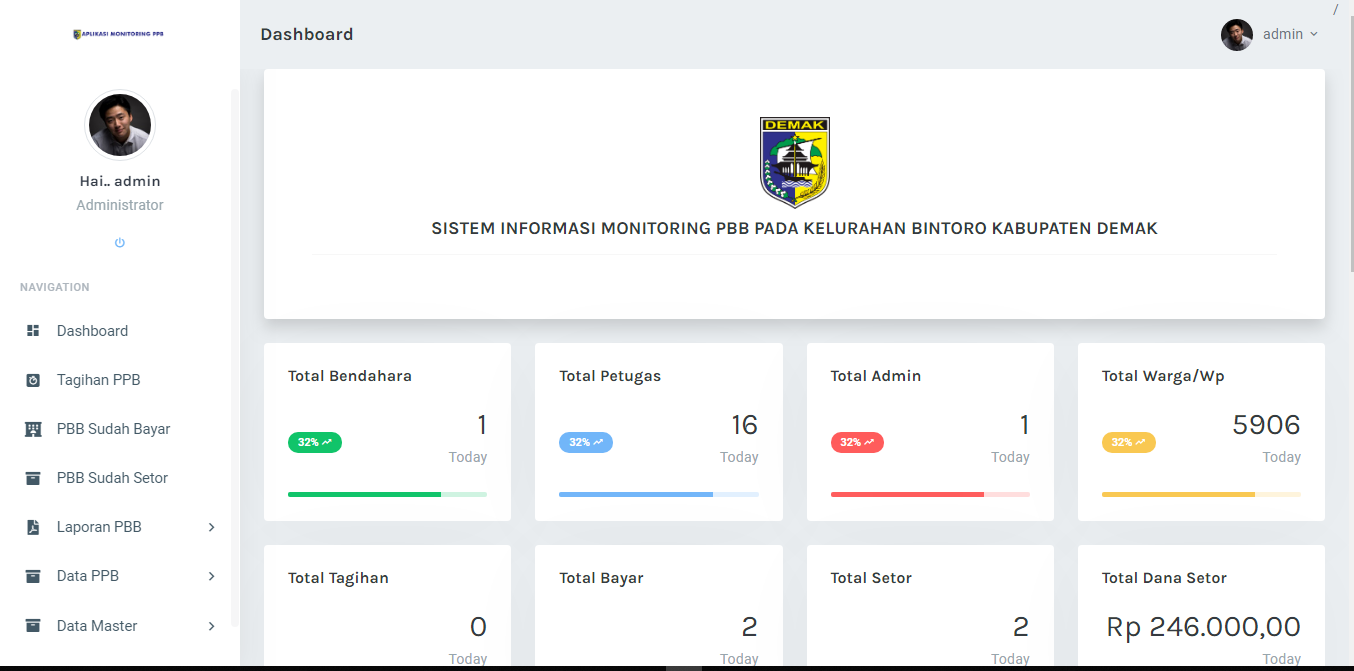 APLIKASI MONITORING PPB
Hai.. admin
Administrator
NAVIGATION
Dashboard
Tagihan PPB
PBB Sudah Bayar
PBB Sudah Setor
Laporan PBB
Data PPB
Data Master
/
Dashboard
admin
DEMAK
SISTEM INFORMASI MONITORING PBB PADA KELURAHAN BINTORO KABUPATEN DEMAK
Total Bendahara
1
32%
Today
Total Petugas
16
32%
Today
Total Admin
1
32%
Today
Total Warga/Wp
5906
32%
Today
Total Tagihan
0
Today
Total Bayar
2
Today
Total Setor
2
Today
Total Dana Setor
Rp 246.000,00
Today